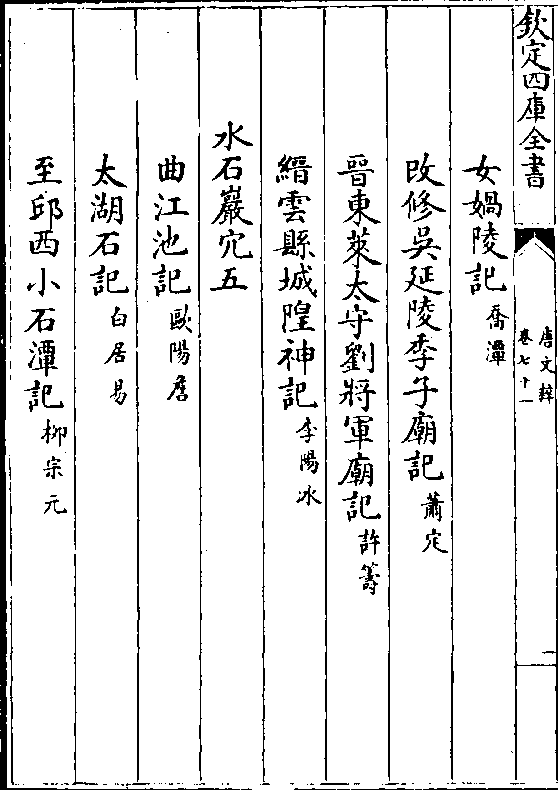 欽定四庫全書
唐文粹
卷七十一
一
女媧陵記 喬潭
改修吳延陵季子廟記 蕭定
晉東萊太守劉將軍廟記 許籌
縉雲縣城隍神記 李陽冰
水石巖穴五
曲江池記 歐陽詹
太湖石記 白居易
至邱西小石潭記 柳宗元